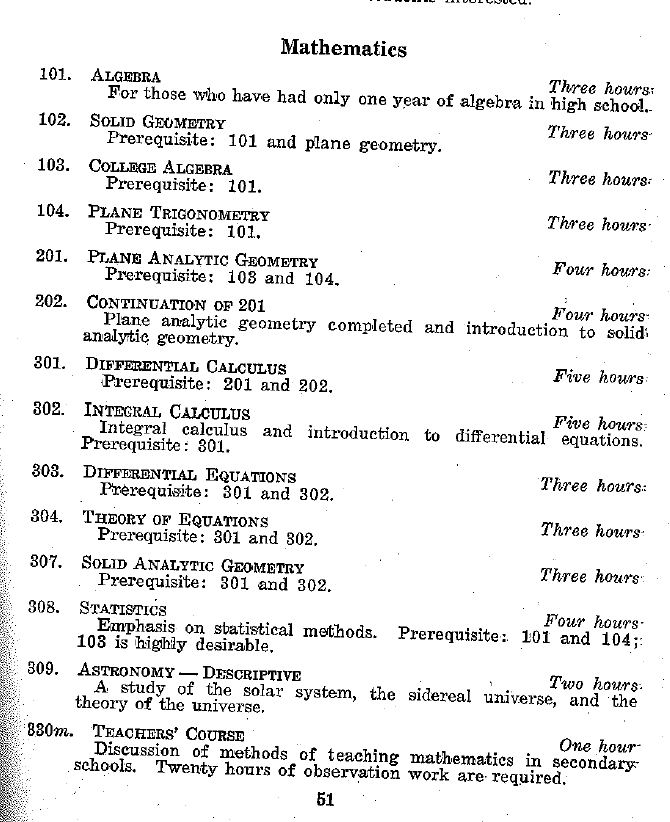 interested.
Mathematics
101. ALGEBRA Three hours
For those who have had only one year of algebra in high school.
102. SOLID GEOMETRY Three hours
Prerequisite: 101 and plane geometry.
103. COLLEGE ALGEBRA Three hours
Prerequisite: 101.
104. PLANE TRIGONOMETRY Three hours
Prerequisite: 101.
201. PLANE ANALYTIC GEOMETRY Four hours
Prerequisite: 103 and 104.
202. CONTINUATION OF 201 Four hours
Plane analytic geometry completed and introduction to solid
analytic geometry.
301. DIFFERENTIAL CALCULUS Five hours
Prerequisite: 201 and 202.
302. INTEGRAL CALCULUS Five hours
Integral calculus and introduction to differential equations.
Prerequisite: 301.
303. DIFFERENTIAL EQUATIONS Three hours
Prerequisite: 301 and 302.
304. THEORY OF EQUATIONS Three hours
Prerequisite: 301 and 302.
307. SOLID ANALYTIC GEOMETRY Three hours
Prerequisite: 301 and 302.
308. STATISTICS Four hours
Emphasis on statistical methods. Prerequisite: 101 and 104;
103 is highly desirable.
309. ASTRONOMY — DESCRIPTIVE Two hours
A study of the solar system, the sidereal universe, and the
theory of the universe.
330m. TEACHERS' COURSE One hour
Discussion of methods of teaching mathematics in secondary
schools. Twenty hours of observation work are required.
51